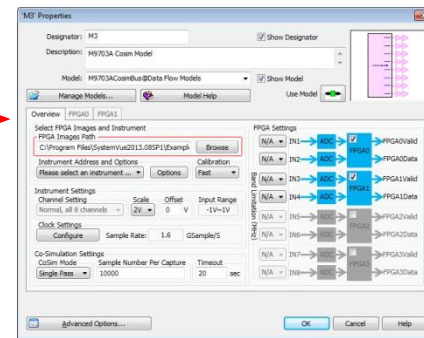 'M3' Properties
Designator: M3
Show Designator
Description: M9703A Cosim Model
Model: M9703ACosimBus@Data Flow Models
Show Model
Manage Models...
Model Help
Use Model
Overview FPGA0 FPGA1
Select FPGA Images and Instrument
FPGA Images Path
C:\Program Files\SystemVue2013.08SP1\Exampl Browse
Instrument Address and Options Calibration
Please select an instrument ... Options Fast
Instrument Settings
Channel Setting Scale Offset Input Range
Normal, all 8 channels 2V 0 V -1V~1V
Clock Settings
Configure Sample Rate: 1.6 GSample/S
Co-Simulation Settings
CoSim Mode Sample Number Per Capture Timeout
Single Pass 10000 20 sec
FPGA Settings
Band Limitation (MHz)
N/A IN1 ADC FPGA0Valid
FPGA0
N/A IN2 ADC FPGA0Data
N/A IN3 ADC FPGA1Valid
FPGA1
N/A IN4 ADC FPGA1Data
N/A IN5 ADC FPGA2Valid
FPGA2
N/A IN6 ADC FPGA2Data
N/A IN7 ADC FPGA3Valid
FPGA3
N/A IN8 ADC FPGA3Data
Advanced Options...
OK Cancel Help